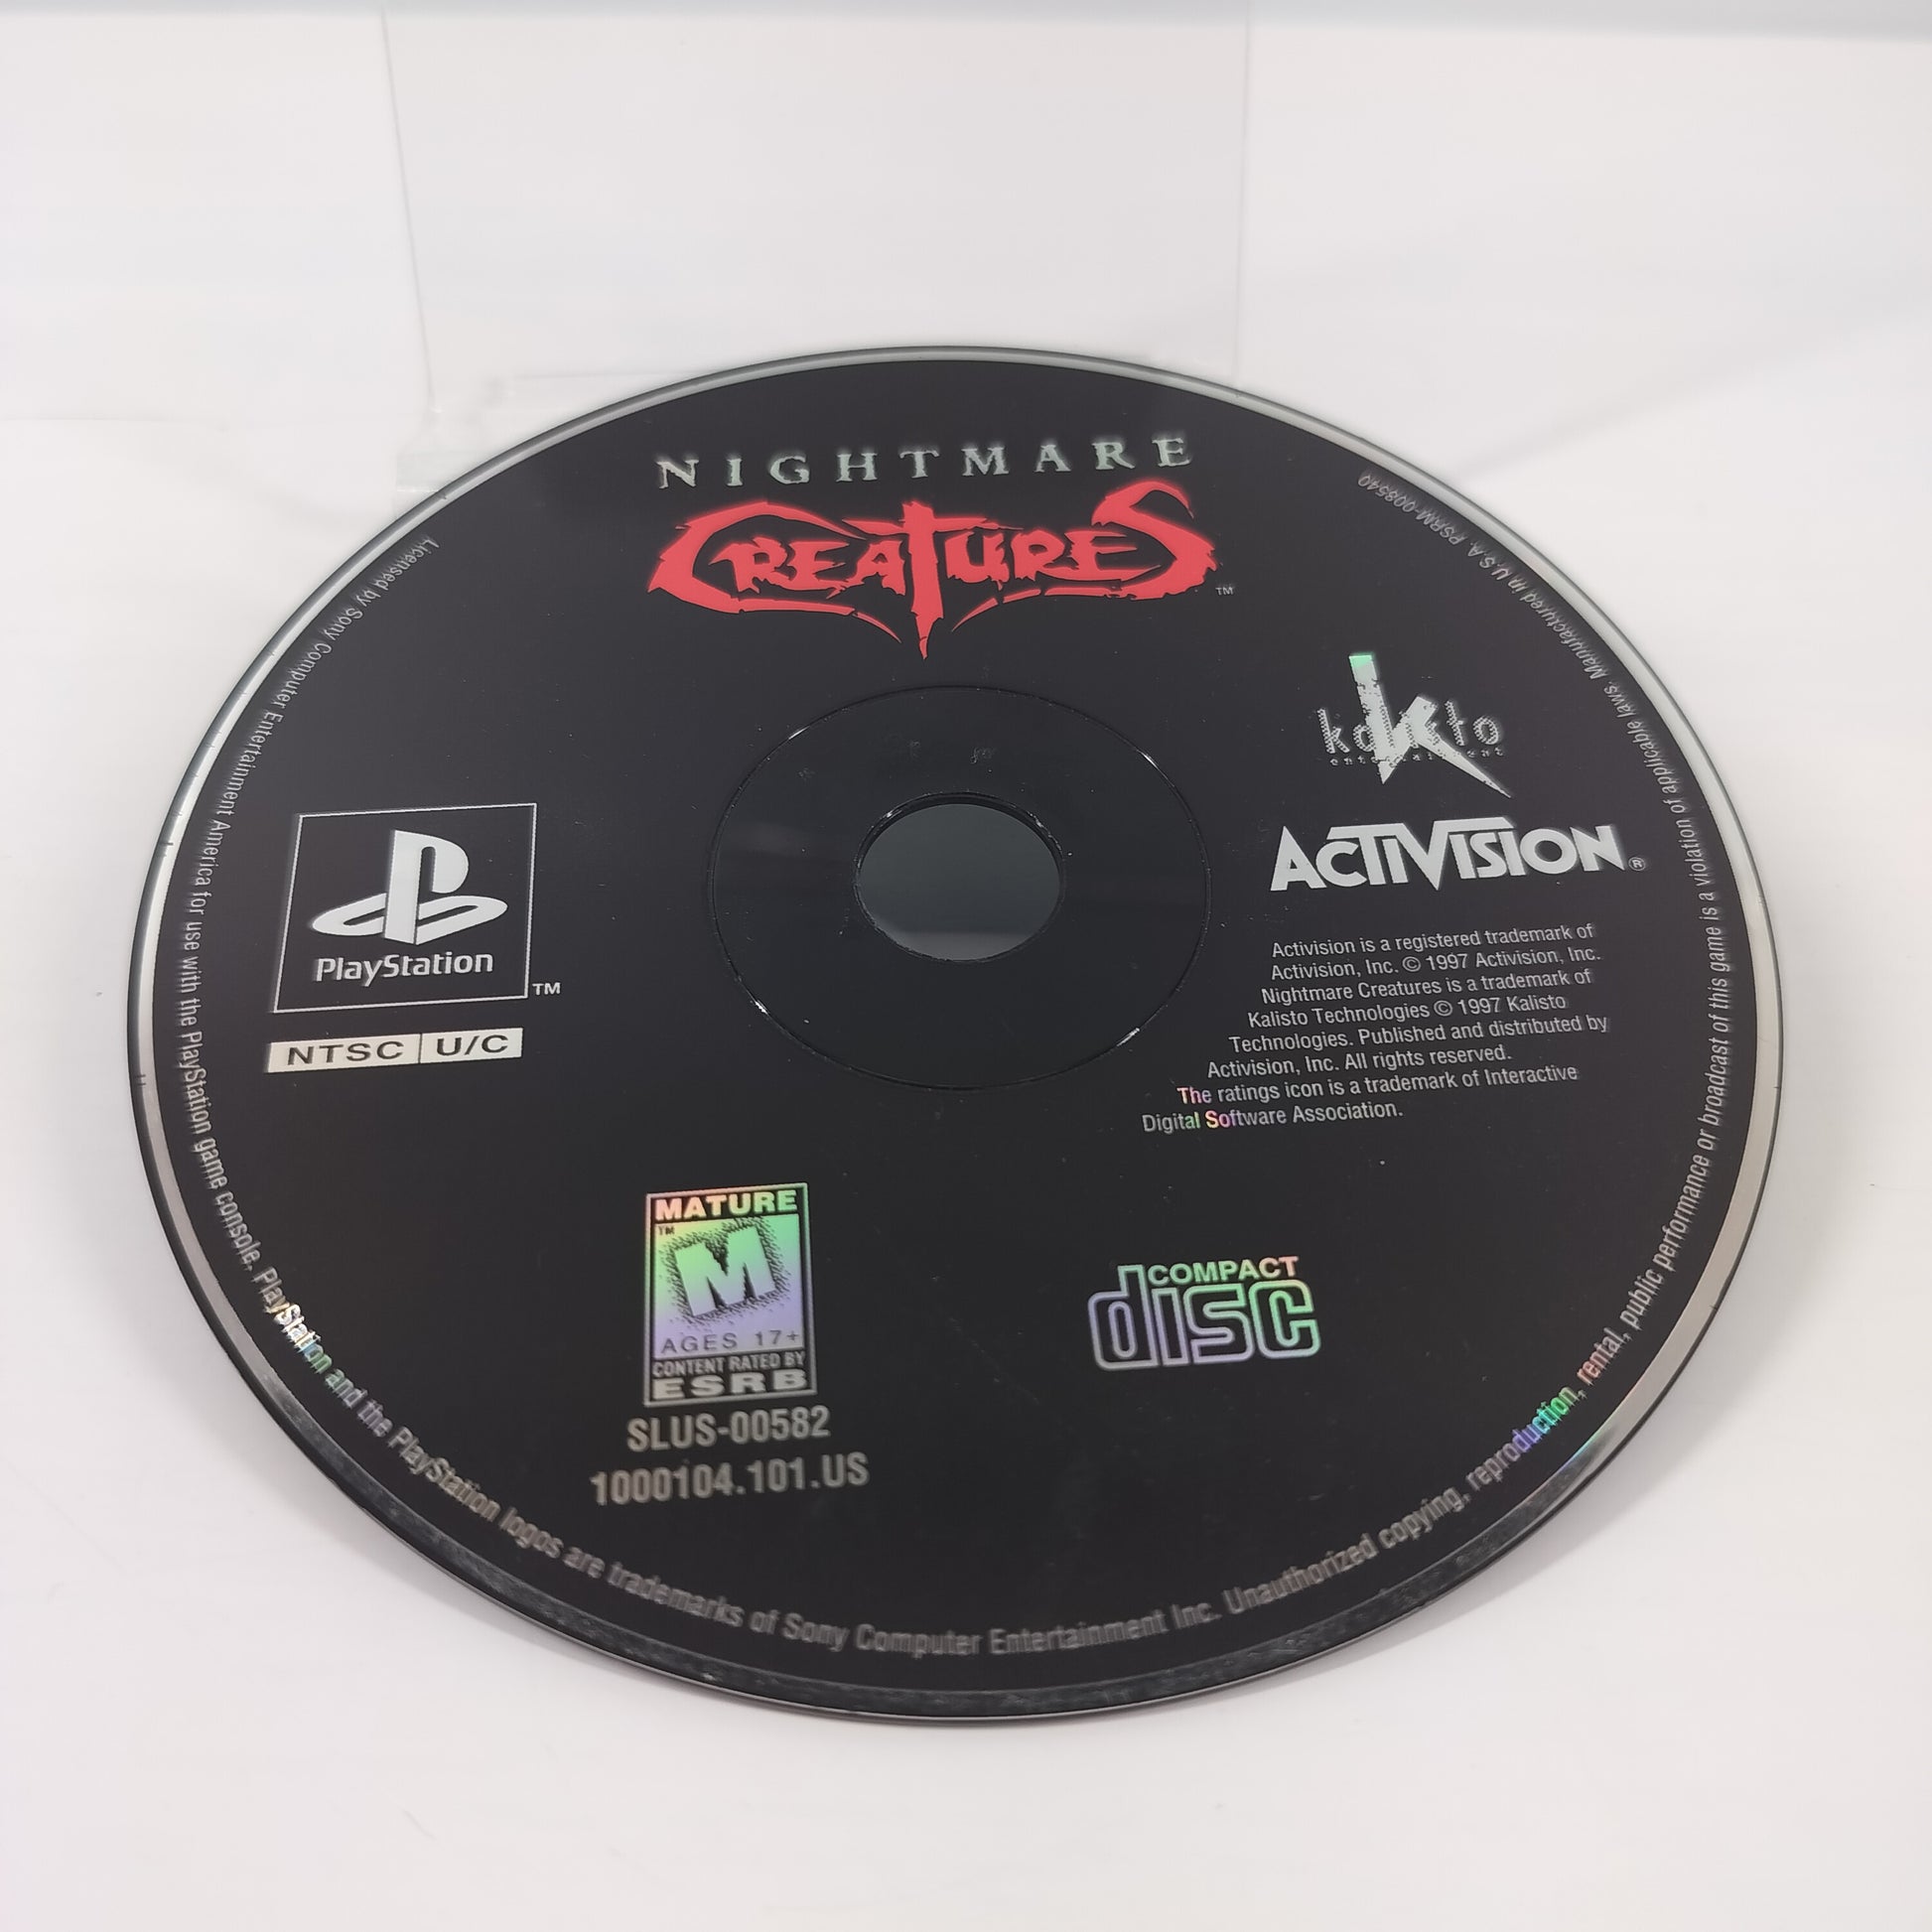 NIGHTMARE
CREATURES™
kalisto
entertainment
ACTIVISION®
PlayStation
™
NTSC U/C
Activision is a registered trademark of
Activision, Inc. © 1997 Activision, Inc.
Nightmare Creatures is a trademark of
Kalisto Technologies © 1997 Kalisto
Technologies. Published and distributed by
Activision, Inc. All rights reserved.
The ratings icon is a trademark of Interactive
Digital Software Association.
MATURE
™
M
AGES 17+
CONTENT RATED BY
ESRB
SLUS-00582
1000104.101.US
COMPACT
disc
Licensed by Sony Computer Entertainment America for use with the PlayStation game console. PlayStation and the PlayStation logos are trademarks of Sony Computer Entertainment Inc. Unauthorized copying, reproduction, rental, public performance or broadcast of this game is a violation of applicable laws. Manufactured in U.S.A. PSRM-008540